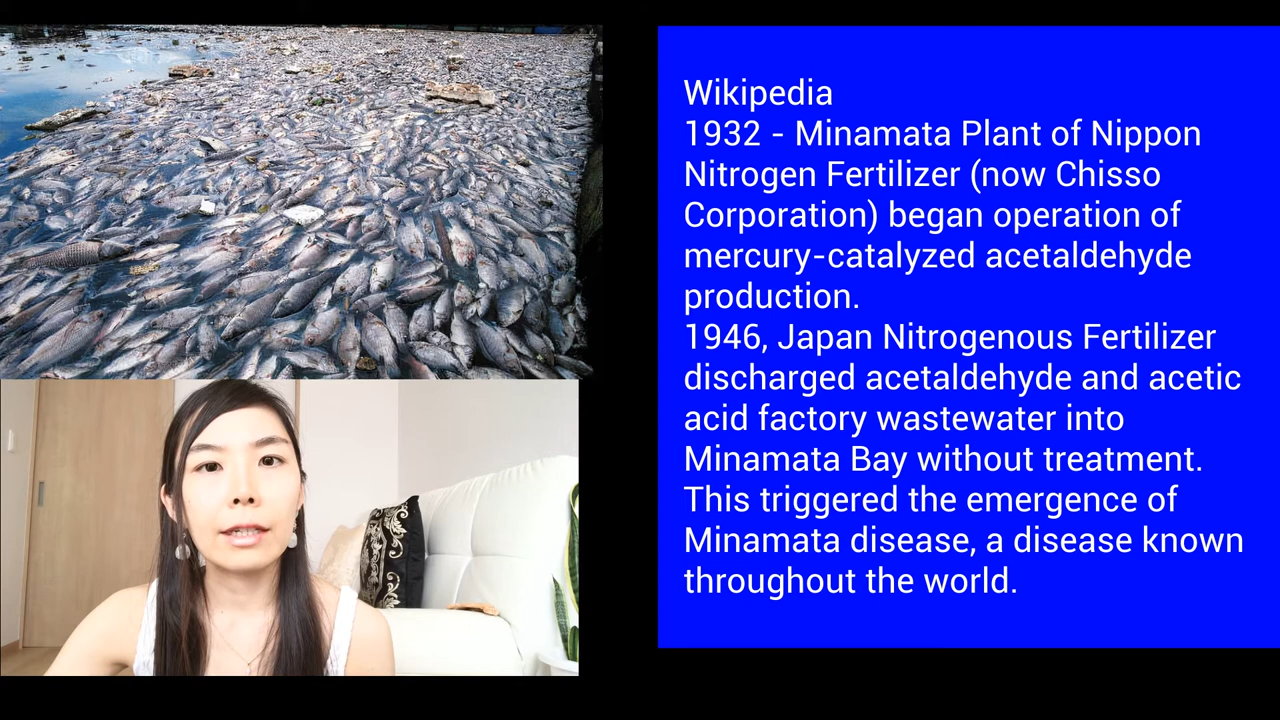 Wikipedia
1932 - Minamata Plant of Nippon
Nitrogen Fertilizer (now Chisso
Corporation) began operation of
mercury-catalyzed acetaldehyde
production.
1946, Japan Nitrogenous Fertilizer
discharged acetaldehyde and acetic
acid factory wastewater into
Minamata Bay without treatment.
This triggered the emergence of
Minamata disease, a disease known
throughout the world.